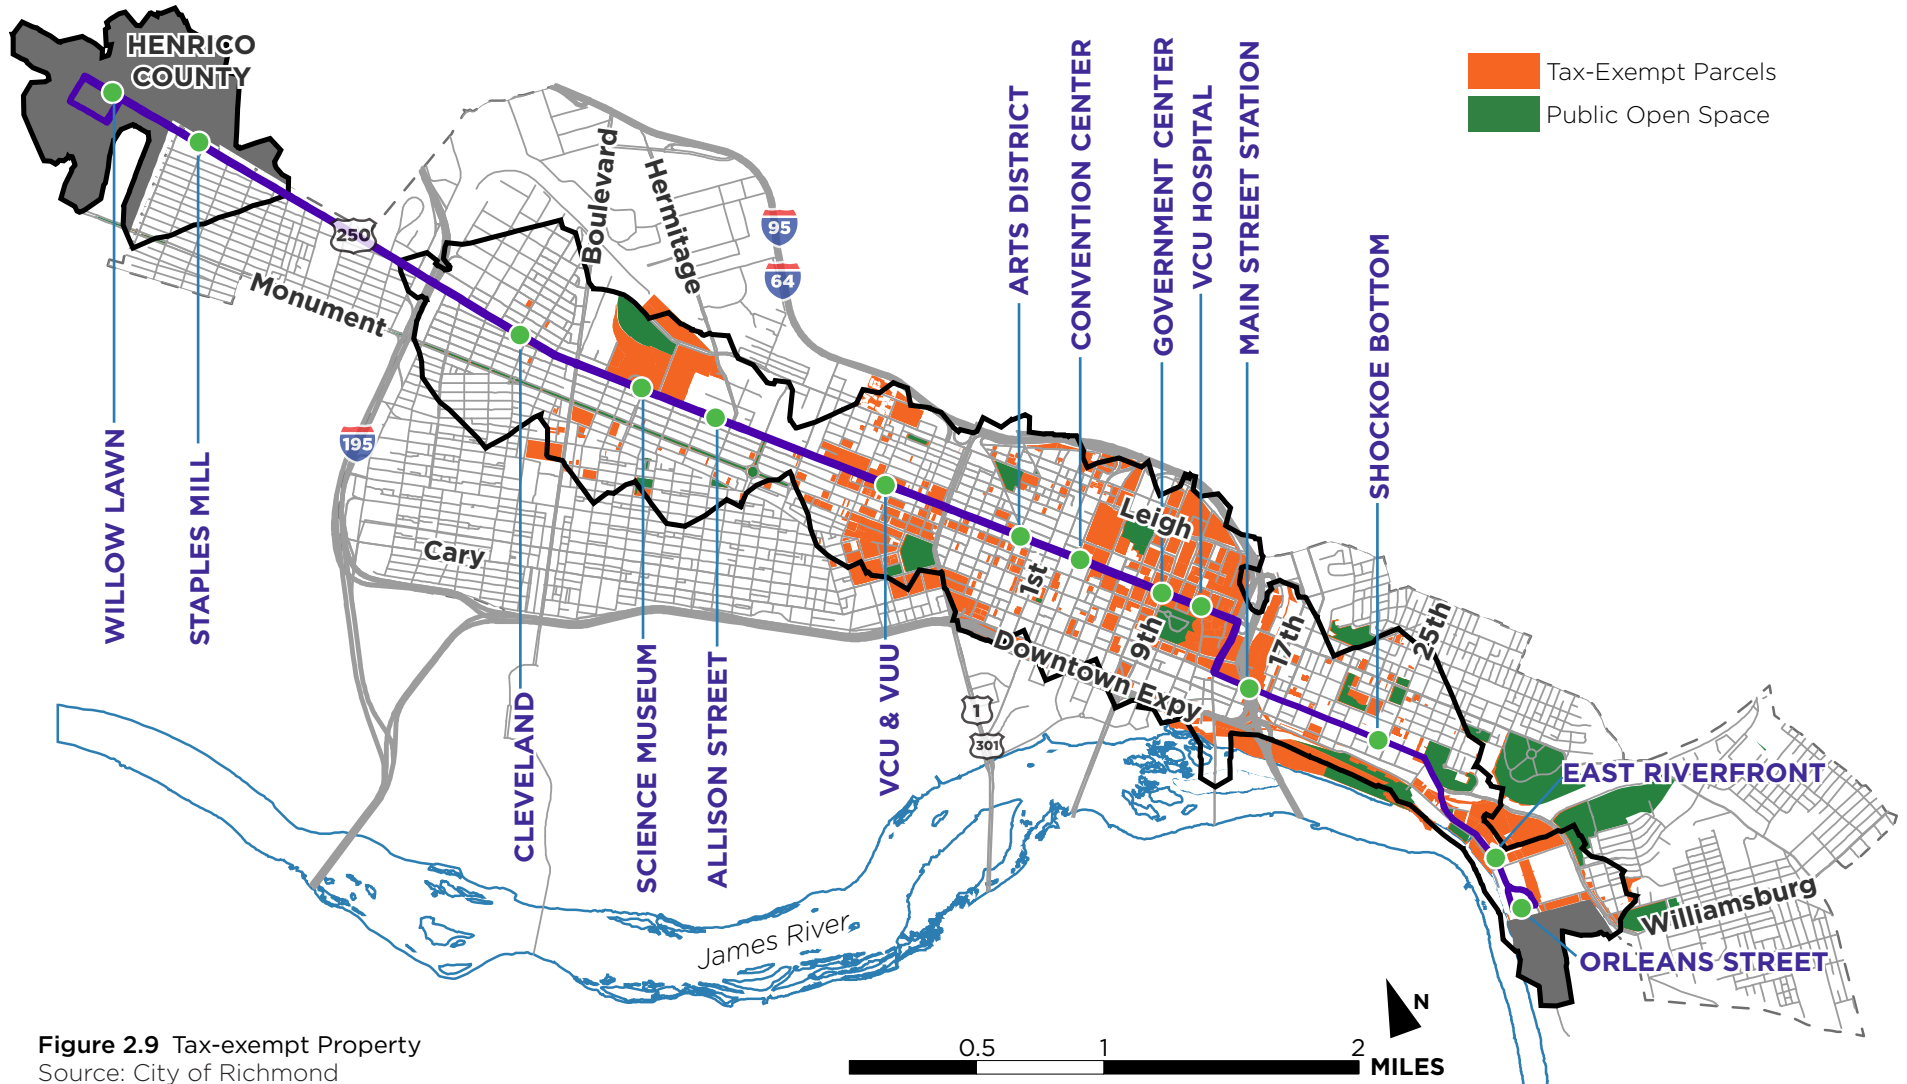 HENRICO
COUNTY
Tax-Exempt Parcels
Public Open Space
ARTS DISTRICT
CONVENTION CENTER
GOVERNMENT CENTER
VCU HOSPITAL
MAIN STREET STATION
SHOCKOE BOTTOM
Boulevard
Hermitage
95
64
250
Monument
195
Cary
WILLOW LAWN
STAPLES MILL
CLEVELAND
SCIENCE MUSEUM
ALLISON STREET
VCU & VUU
Leigh
1st
9th
17th
25th
Downtown Expy
1
301
EAST RIVERFRONT
Williamsburg
ORLEANS STREET
James River
N
0.5
1
2
MILES
Figure 2.9 Tax-exempt Property
Source: City of Richmond